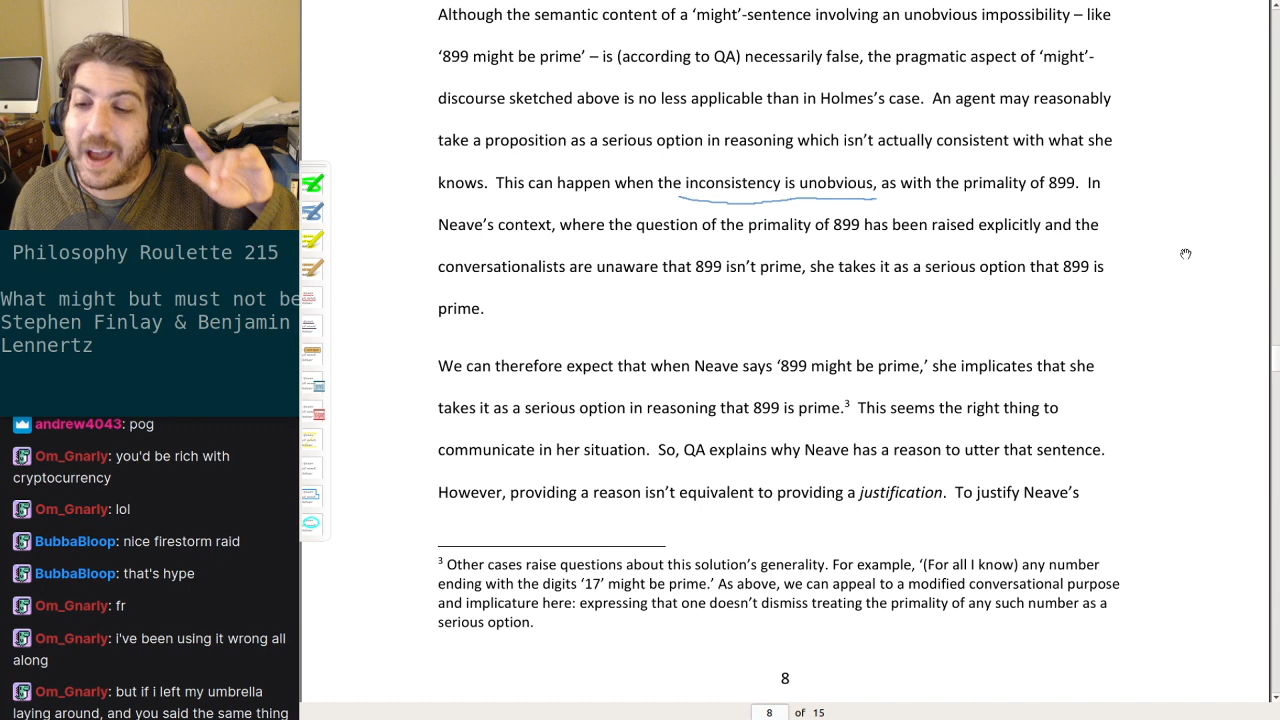 Philosophy Roulette 215
What might but must not be
Stephen Finlay & Benjamin
Lennertz
andrew4043: pog
Om_Gnarly: you'd be rich with
cryptocurrency
Om_Gnarly: lol
BubbaBloop: nice firestorm raid
BubbaBloop: that's hype
Om_Gnarly: fr
Om_Gnarly: i've been using it wrong all
along
Om_Gnarly: but if i left my umbrella
laying around, and you said the same thing
Although the semantic content of a ‘might’-sentence involving an unobvious impossibility – like
‘899 might be prime’ – is (according to QA) necessarily false, the pragmatic aspect of ‘might’-
discourse sketched above is no less applicable than in Holmes’s case. An agent may reasonably
take a proposition as a serious option in reasoning which isn’t actually consistent with what she
knows. This can happen when the inconsistency is unobvious, as with the primality of 899. In
Neave’s context, where the question of the primality of 899 has been raised explicitly and the
conversationalists are unaware that 899 isn’t prime, she takes it as a serious option that 899 is
prime.
We can therefore expect that when Neave says ‘899 might be prime,’ she implicates that she
takes it as a serious option in reasoning that 899 is prime.3 This seems the right thing to
communicate in her situation. So, QA explains why Neave has a reason to utter that sentence.
However, providing a reason isn’t equivalent to providing a justification. To justify Neave’s
3 Other cases raise questions about this solution’s generality. For example, ‘(For all I know) any number
ending with the digits ‘17’ might be prime.’ As above, we can appeal to a modified conversational purpose
and implicature here: expressing that one doesn’t dismiss treating the primality of any such number as a
serious option.
8
8 of 15